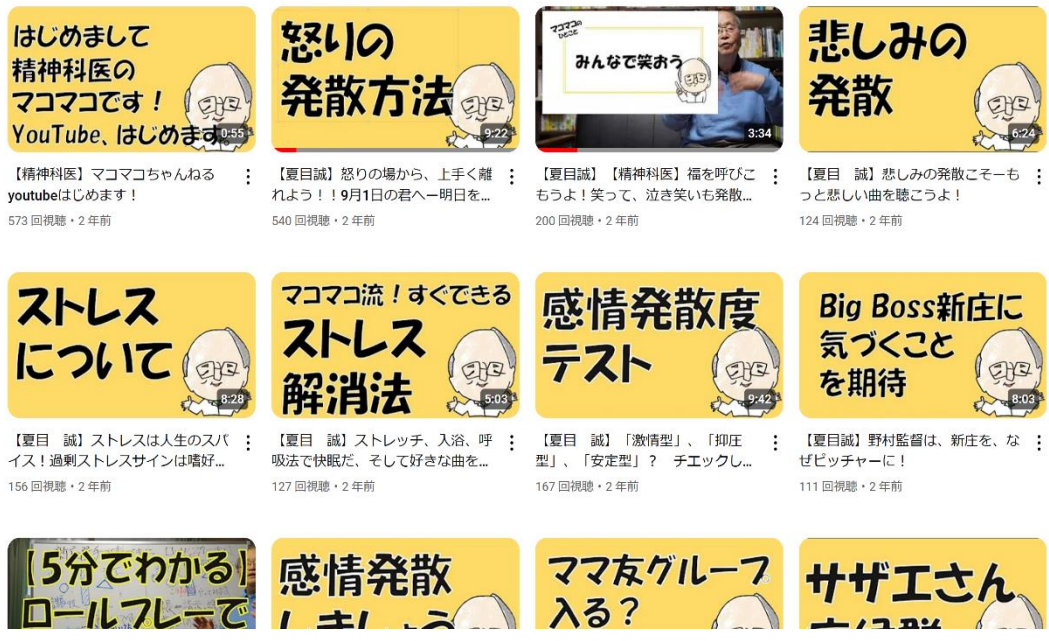 はじめまして
精神科医の
マコマコです！
YouTube、はじめます。
0:55
【精神科医】マコマコちゃんねる
youtubeはじめます！
573 回視聴・2 年前
怒りの
発散方法
9:22
【夏目誠】怒りの場から、上手く離
れよう！！9月1日の君へー明日を...
540 回視聴・2 年前
マコマコの
ひとこと
みんなで笑おう
3:34
【夏目誠】【精神科医】福を呼びこ
もうよ！笑って、泣き笑いも発散...
200 回視聴・2 年前
悲しみの
発散
6:24
【夏目　誠】悲しみの発散こそーも
っと悲しい曲を聴こうよ！
124 回視聴・2 年前
ストレス
について
8:28
【夏目　誠】ストレスは人生のスパ
イス！過剰ストレスサインは嗜好...
156 回視聴・2 年前
マコマコ流！すぐできる
ストレス
解消法
5:03
【夏目　誠】ストレッチ、入浴、呼
吸法で快眠だ、そして好きな曲を...
127 回視聴・2 年前
感情発散度
テスト
9:42
【夏目　誠】「激情型」、「抑圧
型」、「安定型」？　チエックし...
167 回視聴・2 年前
Big Boss新庄に
気づくこと
を期待
8:03
【夏目誠】野村監督は、新庄を、な
ぜピッチャーに！
111 回視聴・2 年前
【5分でわかる】
ロールプレーで
感情発散
しましょう
ママ友グループ
入る？
サザエさん